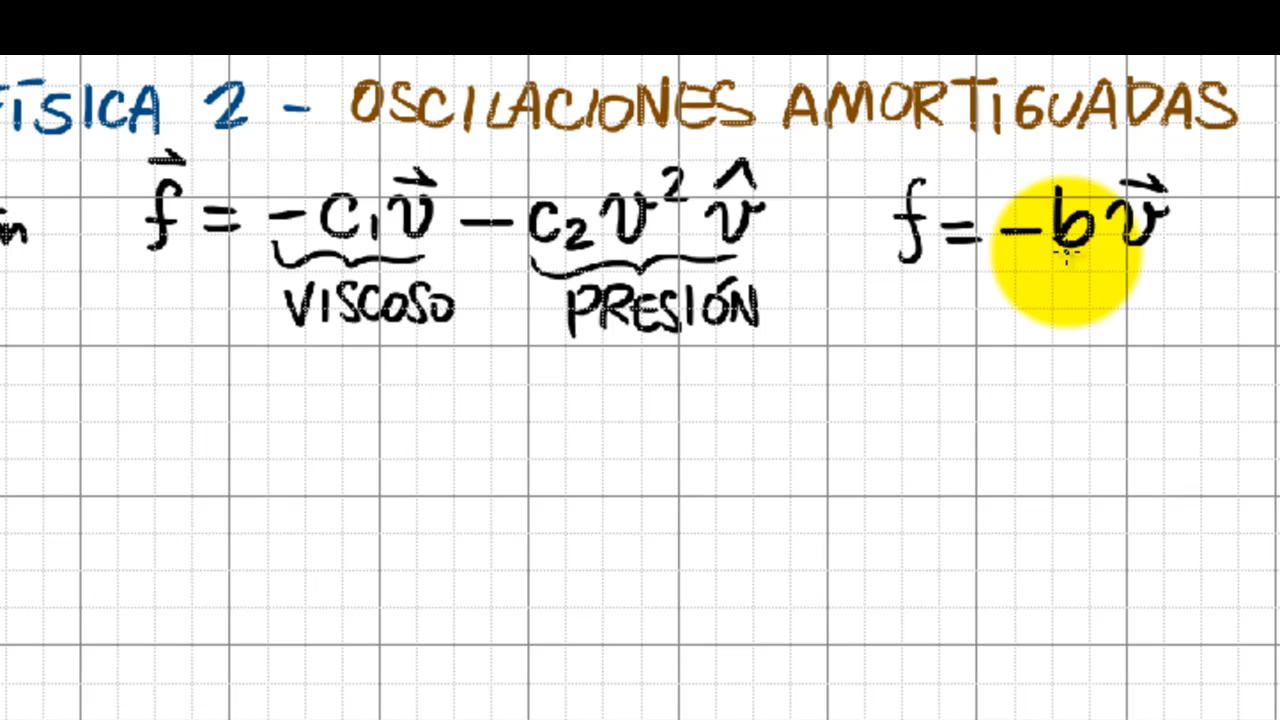 FÍSICA 2 - OSCILACIONES AMORTIGUADAS
f⃗ = -c₁v⃗ - c₂v² v̂ f = -bv⃗
VISCOSO PRESIÓN